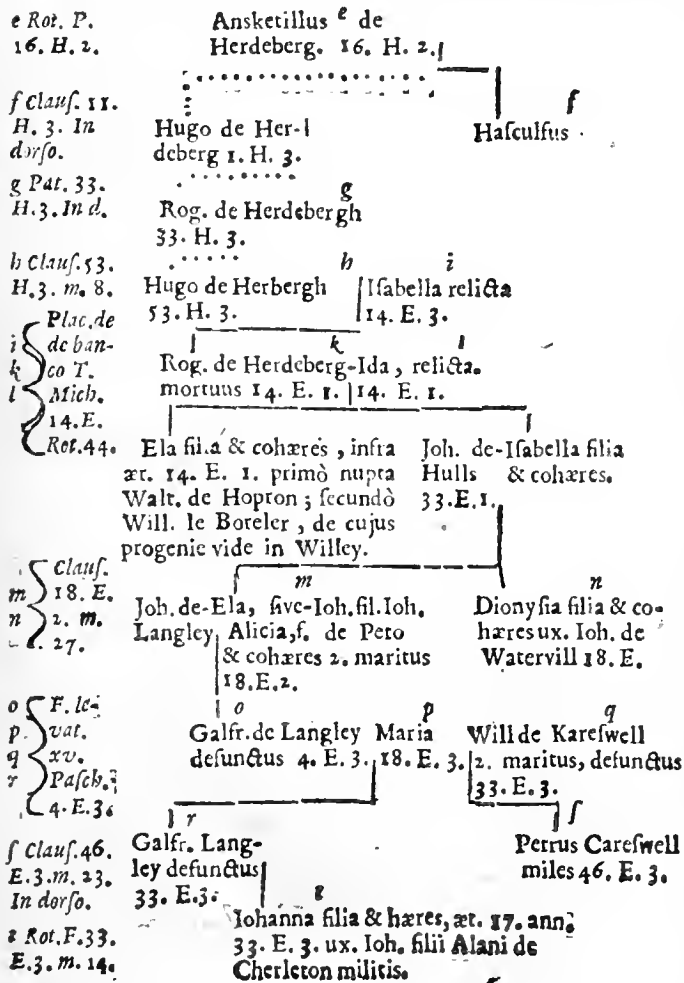 e Rot. P.
16. H. 2.
Ansketillus e de
Herdeberg. 16. H. 2.
f Clauſ. 11.
H. 3. In
dorſo.
f
Hugo de Her-
deberg 1. H. 3.
Haſculfus
g Pat. 33.
H. 3. In d.
g
Rog. de Herdebergh
33. H. 3.
h Clauſ. 53.
H. 3. m. 8.
h i
Hugo de Herbergh
53. H. 3.
Iſabella relicta
14. E. 3.
i
k
l
Plac. de
de ban-
co T.
Mich.
14. E.
Rot. 44.
k l
Rog. de Herdeberg-Ida, relicta.
mortuus 14. E. 1. 14. E. 1.
Ela filia & cohæres, infra
æt. 14. E. 1. primò nupta
Walt. de Hopton; ſecundò
Will. le Boteler, de cujus
progenie vide in Willey.
Joh. de-Iſabella filia
Hulls & cohæres.
33. E. 1.
m
n
Clauſ.
18. E.
2. m.
27.
m n
Joh. de-Ela, ſive-Ioh. fil. Ioh.
Langley Alicia, f. de Peto
& cohæres 2. maritus
18. E. 2.
Dionyſia filia & co-
hæres ux. Ioh. de
Watervill 18. E.
o
p
q
r
F. le-
vat.
xv.
Paſch.
4. E. 3.
o p q
Galfr. de Langley
defunctus 4. E. 3.
Maria
18. E. 3.
Will de Kareſwell
2. maritus, defunctus
33. E. 3.
r ſ
Galfr. Lang-
ley defunctus
33. E. 3.
Petrus Careſwell
miles 46. E. 3.
ſ Clauſ. 46.
E. 3. m. 23.
In dorſo.
t
Iohanna filia & hæres, æt. 17. ann.
33. E. 3. ux. Ioh. filii Alani de
Cherleton militis.
t Rot. F. 33.
E. 3. m. 14.